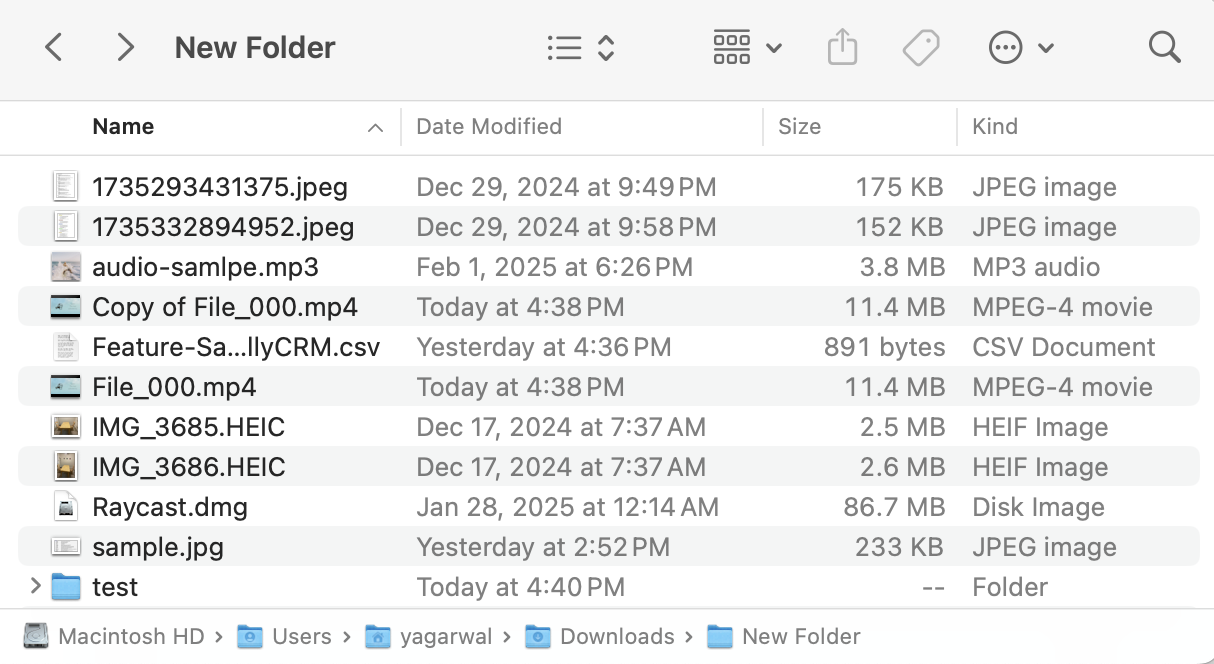 New Folder
Name Date Modified Size Kind
1735293431375.jpeg Dec 29, 2024 at 9:49 PM 175 KB JPEG image
1735332894952.jpeg Dec 29, 2024 at 9:58 PM 152 KB JPEG image
audio-samlpe.mp3 Feb 1, 2025 at 6:26 PM 3.8 MB MP3 audio
Copy of File_000.mp4 Today at 4:38 PM 11.4 MB MPEG-4 movie
Feature-Sa...llyCRM.csv Yesterday at 4:36 PM 891 bytes CSV Document
File_000.mp4 Today at 4:38 PM 11.4 MB MPEG-4 movie
IMG_3685.HEIC Dec 17, 2024 at 7:37 AM 2.5 MB HEIF Image
IMG_3686.HEIC Dec 17, 2024 at 7:37 AM 2.6 MB HEIF Image
Raycast.dmg Jan 28, 2025 at 12:14 AM 86.7 MB Disk Image
sample.jpg Yesterday at 2:52 PM 233 KB JPEG image
test Today at 4:40 PM -- Folder
Macintosh HD › Users › yagarwal › Downloads › New Folder